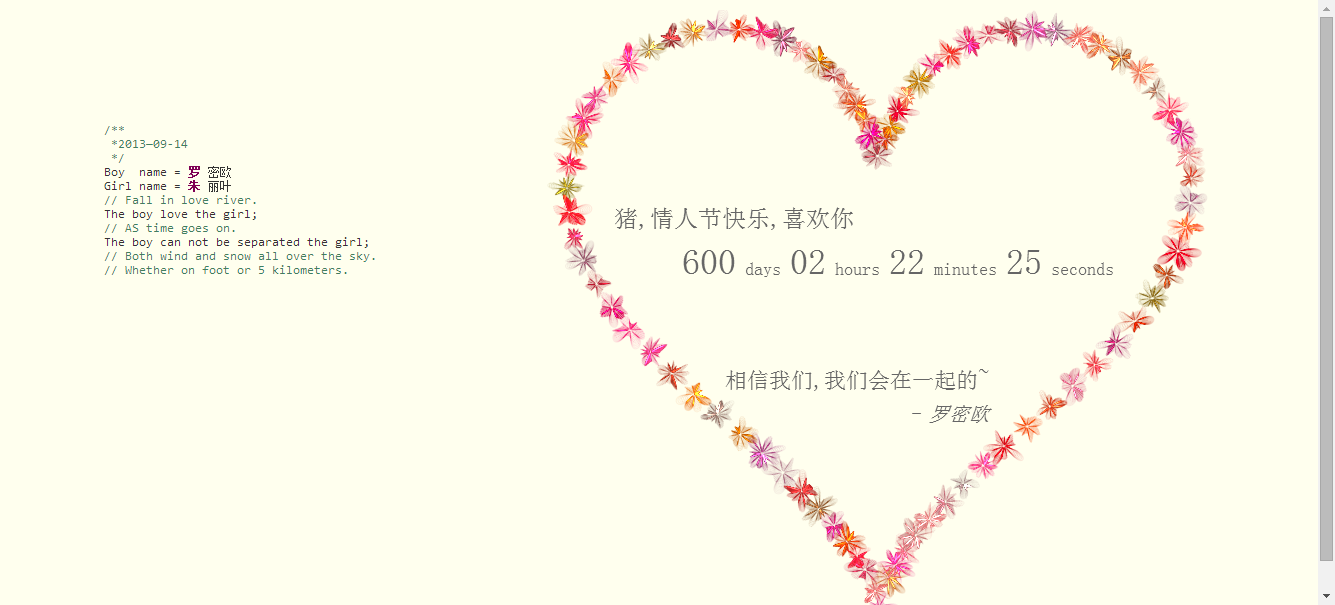 /**
*2013—09-14
*/
Boy name = 罗 密欧
Girl name = 朱 丽叶
// Fall in love river.
The boy love the girl;
// AS time goes on.
The boy can not be separated the girl;
// Both wind and snow all over the sky.
// Whether on foot or 5 kilometers.
猪,情人节快乐,喜欢你
600 days 02 hours 22 minutes 25 seconds
相信我们,我们会在一起的~
- 罗密欧